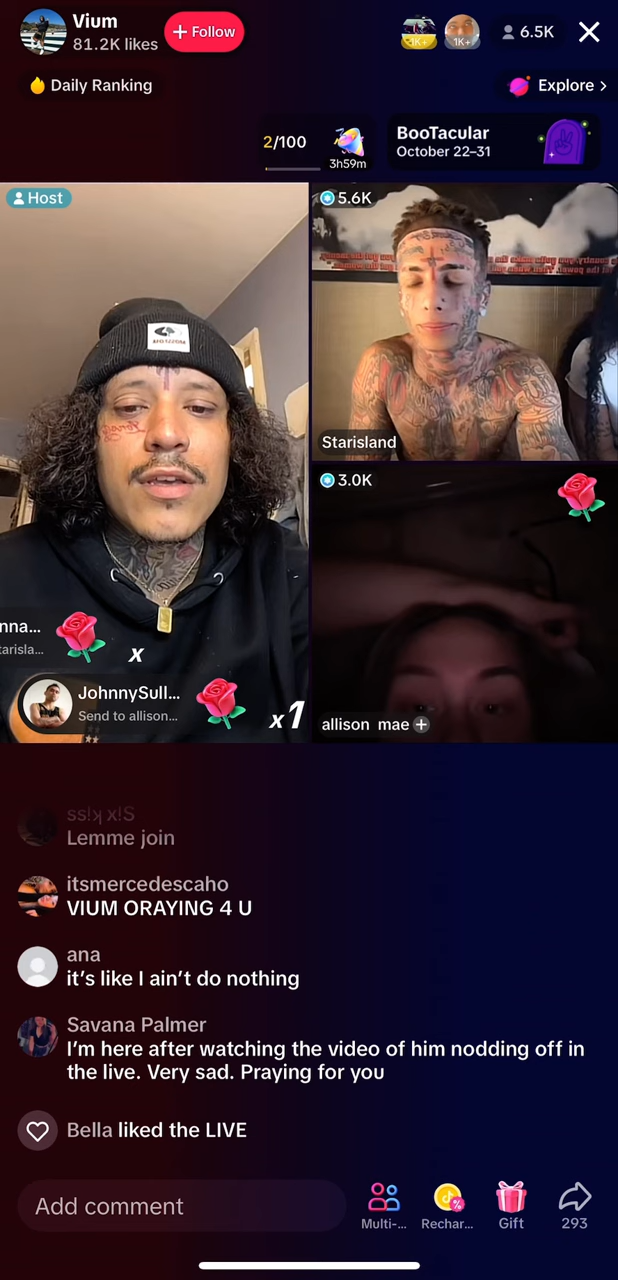 Vium
81.2K likes
+ Follow
1K+
1K+
6.5K
Daily Ranking
Explore >
2/100
3h59m
BooTacular
October 22–31
Host
5.6K
Starisland
3.0K
allison mae +
nna...
tarisla...
x
JohnnySull...
Send to allison...
x1
Lemme join
itsmercedescaho
VIUM ORAYING 4 U
ana
it's like I ain't do nothing
Savana Palmer
I'm here after watching the video of him nodding off in
the live. Very sad. Praying for you
Bella liked the LIVE
Add comment
Multi-...
Rechar...
Gift
293